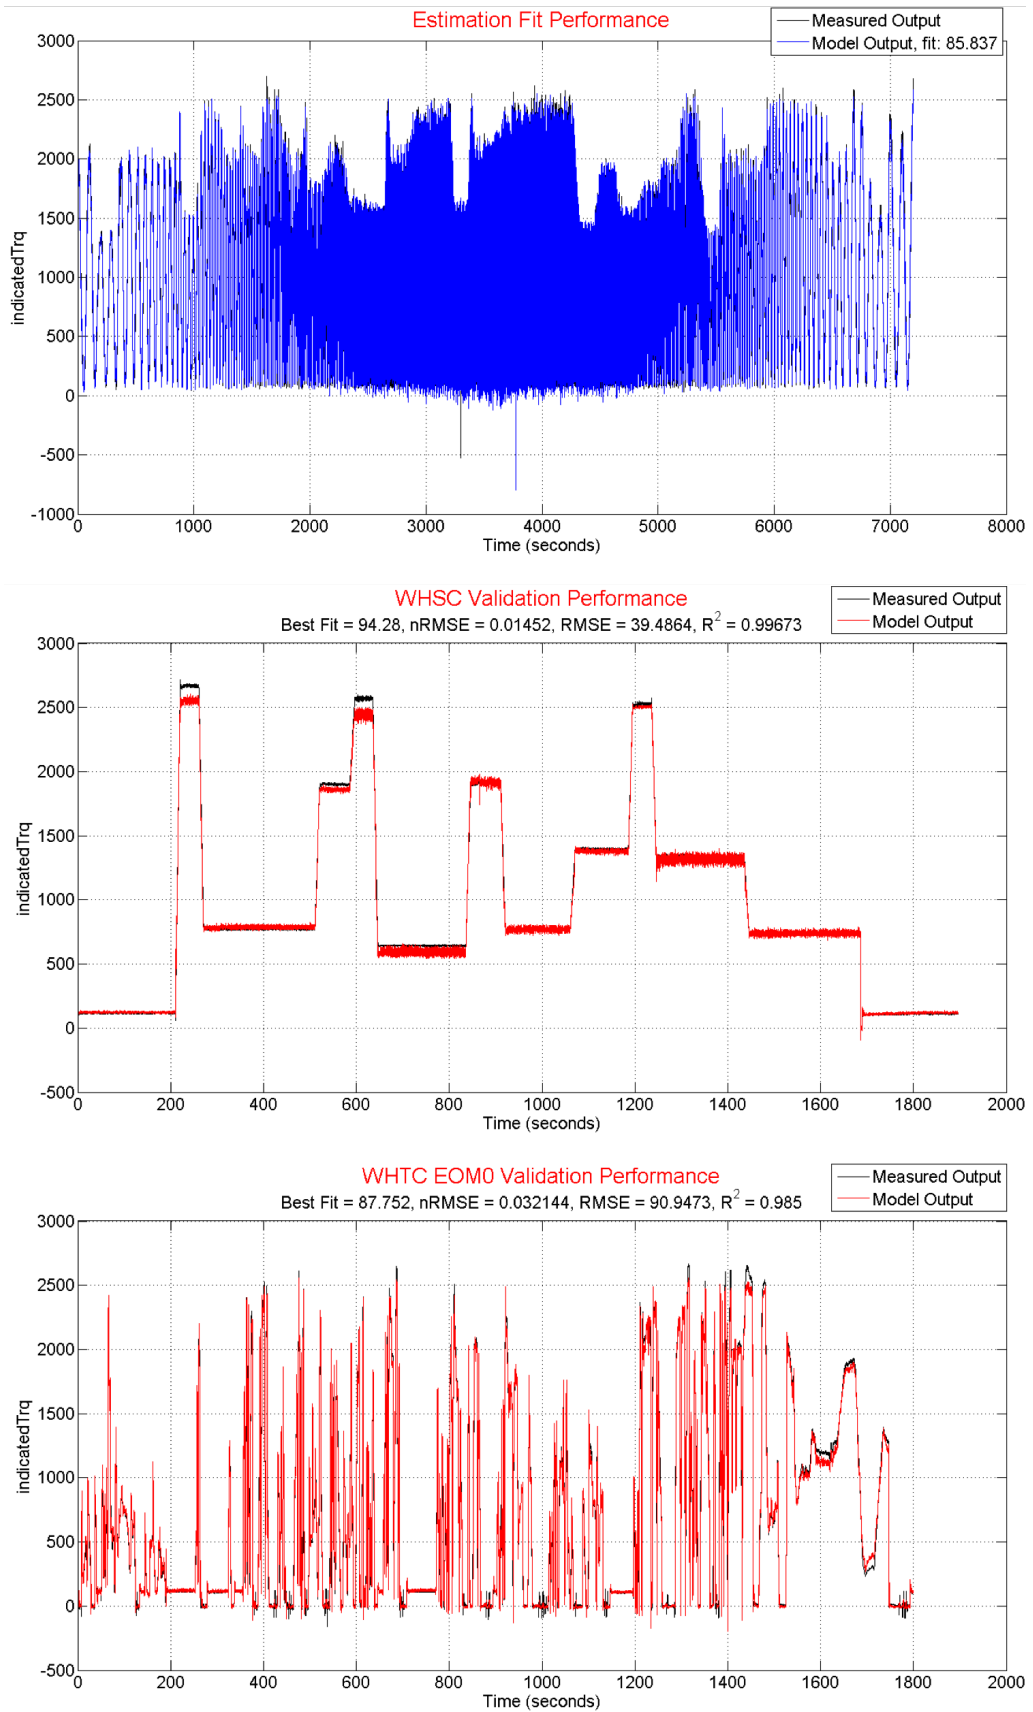 Estimation Fit Performance
Measured Output
Model Output, fit: 85.837
3000
2500
2000
1500
1000
500
0
-500
-1000
indicatedTrq
0 1000 2000 3000 4000 5000 6000 7000 8000
Time (seconds)
WHSC Validation Performance
Best Fit = 94.28, nRMSE = 0.01452, RMSE = 39.4864, R² = 0.99673
Measured Output
Model Output
3000
2500
2000
1500
1000
500
0
-500
indicatedTrq
0 200 400 600 800 1000 1200 1400 1600 1800 2000
Time (seconds)
WHTC EOM0 Validation Performance
Best Fit = 87.752, nRMSE = 0.032144, RMSE = 90.9473, R² = 0.985
Measured Output
Model Output
3000
2500
2000
1500
1000
500
0
-500
indicatedTrq
0 200 400 600 800 1000 1200 1400 1600 1800 2000
Time (seconds)